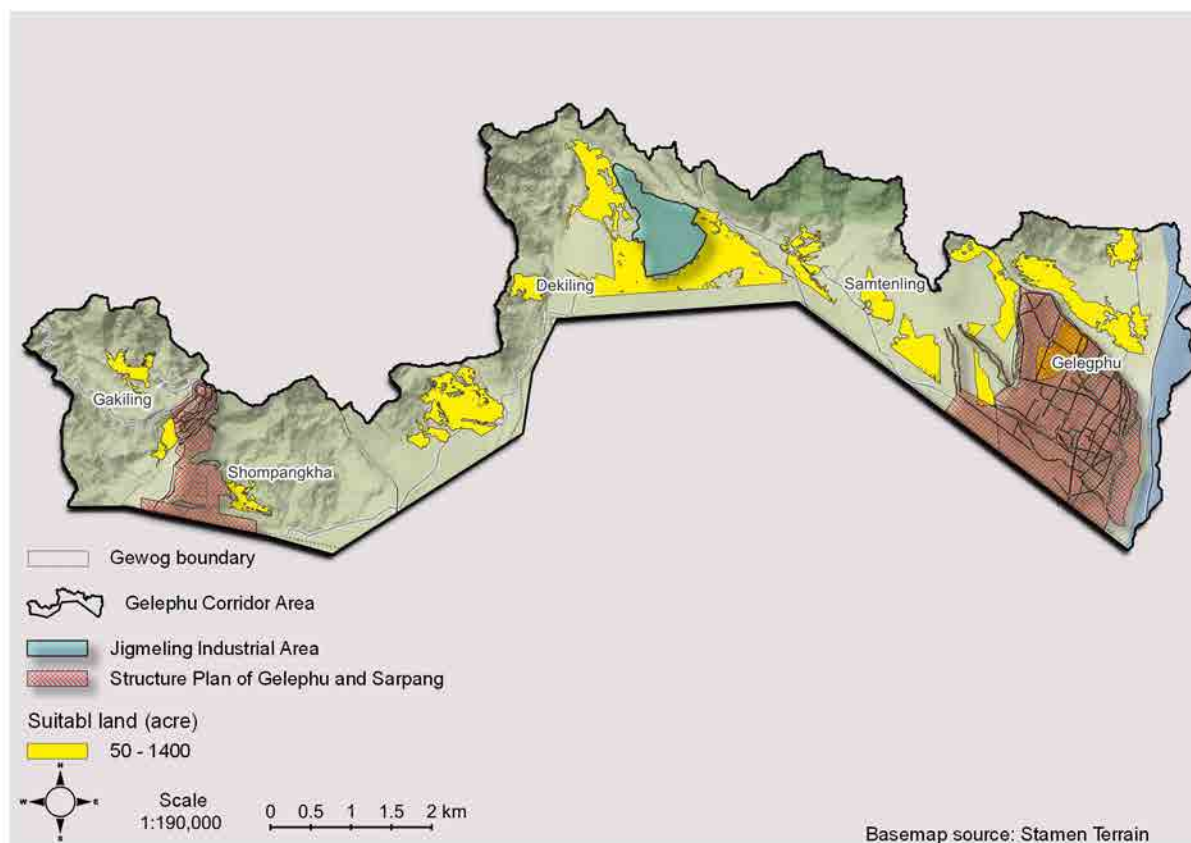 Dekiling
Samtenling
Gelegphu
Gakiling
Shompangkha
Gewog boundary
Gelephu Corridor Area
Jigmeling Industrial Area
Structure Plan of Gelephu and Sarpang
Suitabl land (acre)
50 - 1400
N
W E
S
Scale
1:190,000
0 0.5 1 2 km
Basemap source: Stamen Terrain